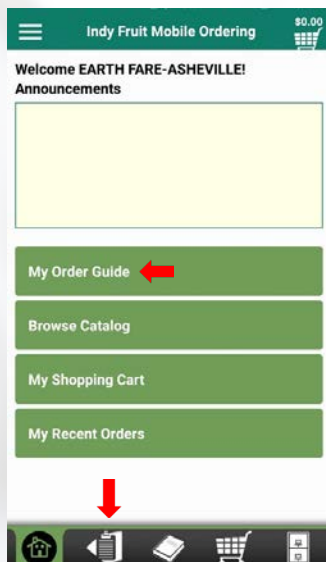 Indy Fruit Mobile Ordering
$0.00
Welcome EARTH FARE-ASHEVILLE!
Announcements
My Order Guide
Browse Catalog
My Shopping Cart
My Recent Orders